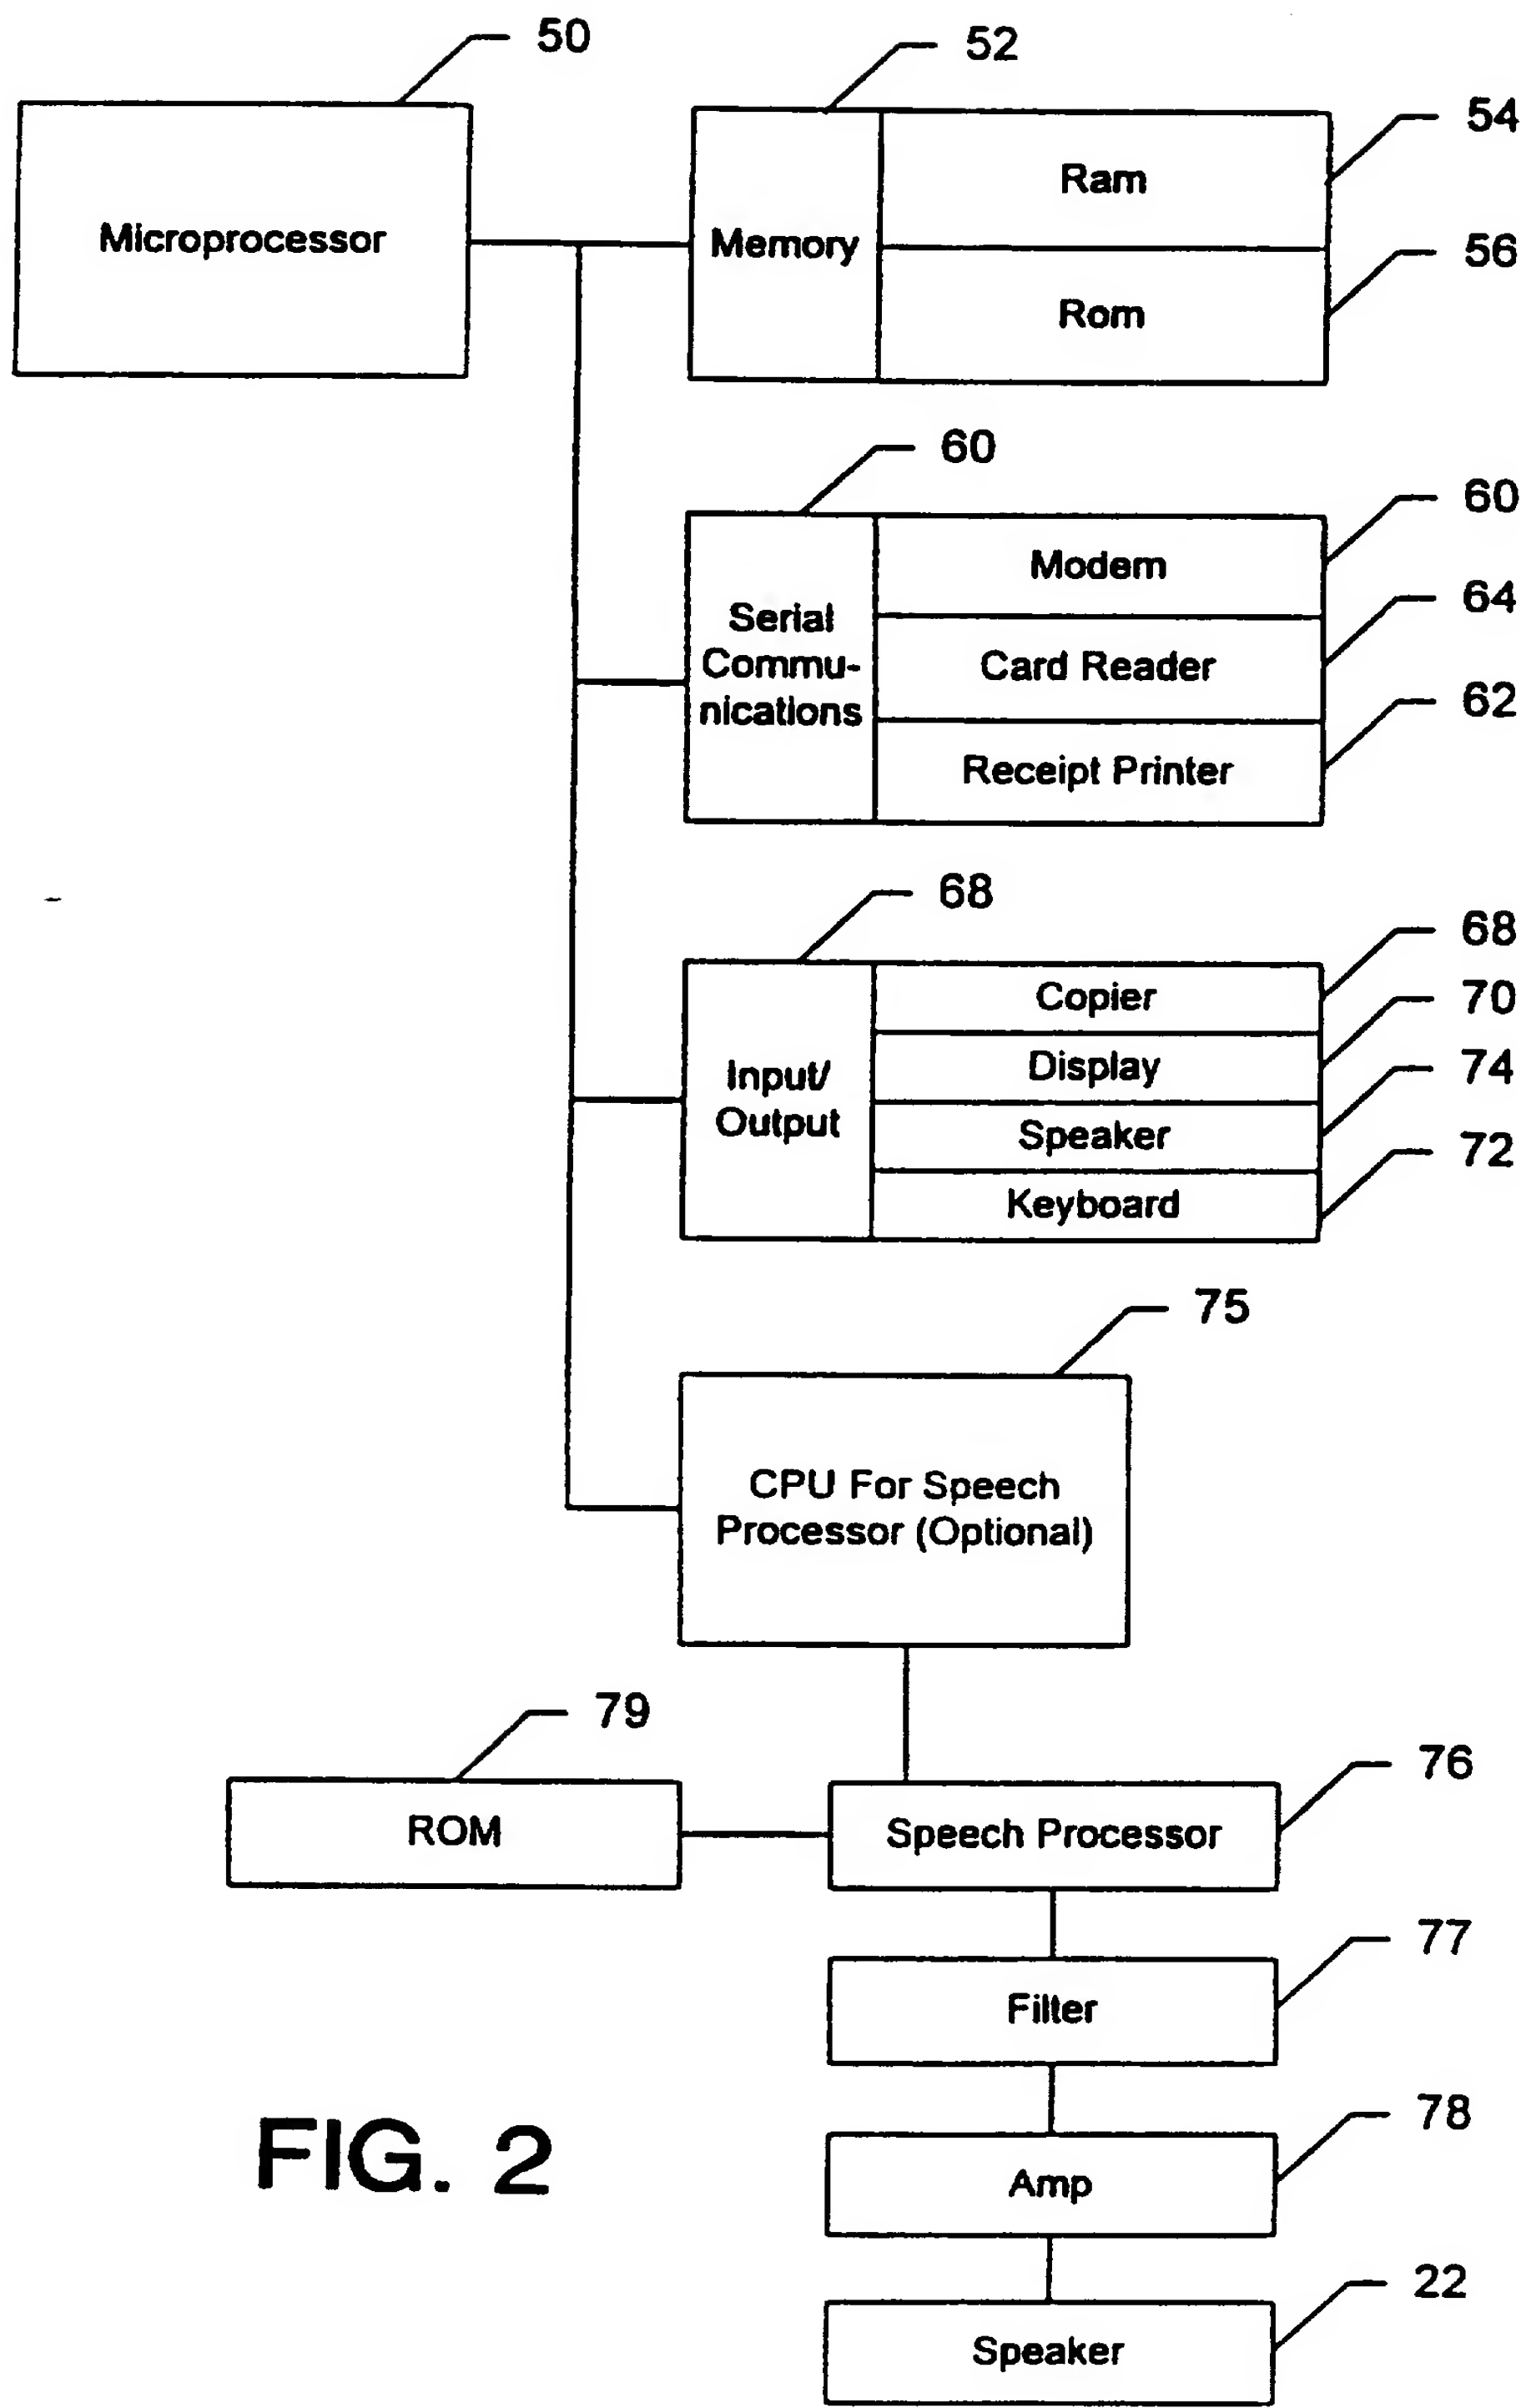 50
52
54
Ram
Microprocessor
Memory
56
Rom
60
60
Modem
64
Serial
Commu-
nications
Card Reader
62
Receipt Printer
68
68
Copier
70
Display
74
Input/
Output
Speaker
72
Keyboard
75
CPU For Speech
Processor (Optional)
79
76
ROM
Speech Processor
77
Filter
78
Amp
FIG. 2
22
Speaker